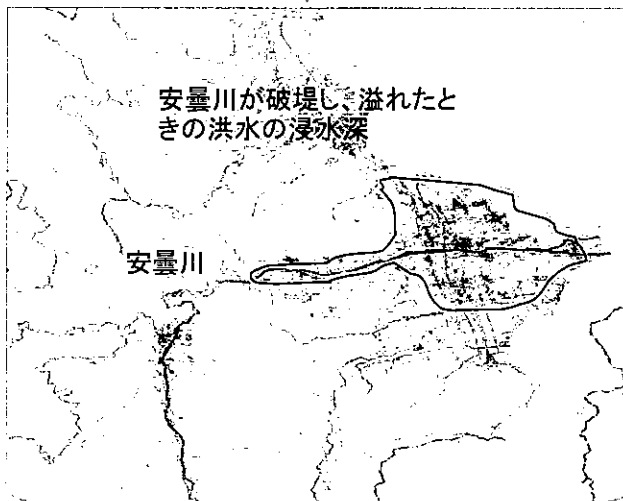 安曇川が破堤し、溢れたと
きの洪水の浸水深
安曇川